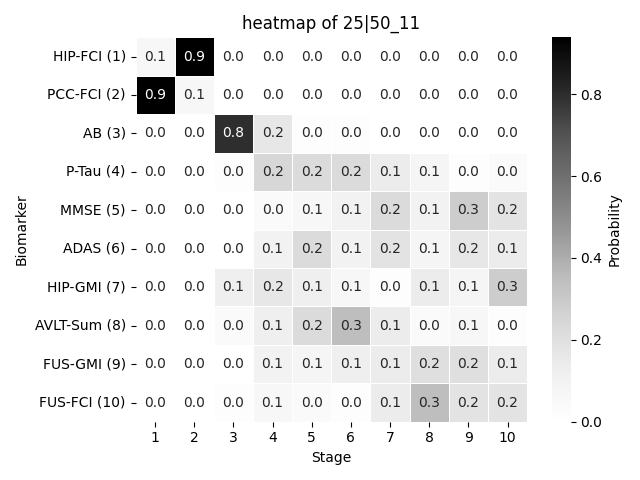 heatmap of 25|50_11
HIP-FCI (1) 0.1 0.9 0.0 0.0 0.0 0.0 0.0 0.0 0.0 0.0
PCC-FCI (2) 0.9 0.1 0.0 0.0 0.0 0.0 0.0 0.0 0.0 0.0
AB (3) 0.0 0.0 0.8 0.2 0.0 0.0 0.0 0.0 0.0 0.0
P-Tau (4) 0.0 0.0 0.0 0.2 0.2 0.2 0.1 0.1 0.0 0.0
MMSE (5) 0.0 0.0 0.0 0.0 0.1 0.1 0.2 0.1 0.3 0.2
ADAS (6) 0.0 0.0 0.0 0.1 0.2 0.1 0.2 0.1 0.2 0.1
HIP-GMI (7) 0.0 0.0 0.1 0.2 0.1 0.1 0.0 0.1 0.1 0.3
AVLT-Sum (8) 0.0 0.0 0.0 0.1 0.2 0.3 0.1 0.0 0.1 0.0
FUS-GMI (9) 0.0 0.0 0.0 0.1 0.1 0.1 0.1 0.2 0.2 0.1
FUS-FCI (10) 0.0 0.0 0.0 0.1 0.0 0.0 0.1 0.3 0.2 0.2
1 2 3 4 5 6 7 8 9 10
Stage
Biomarker
0.8
0.6
0.4
0.2
0.0
Probability